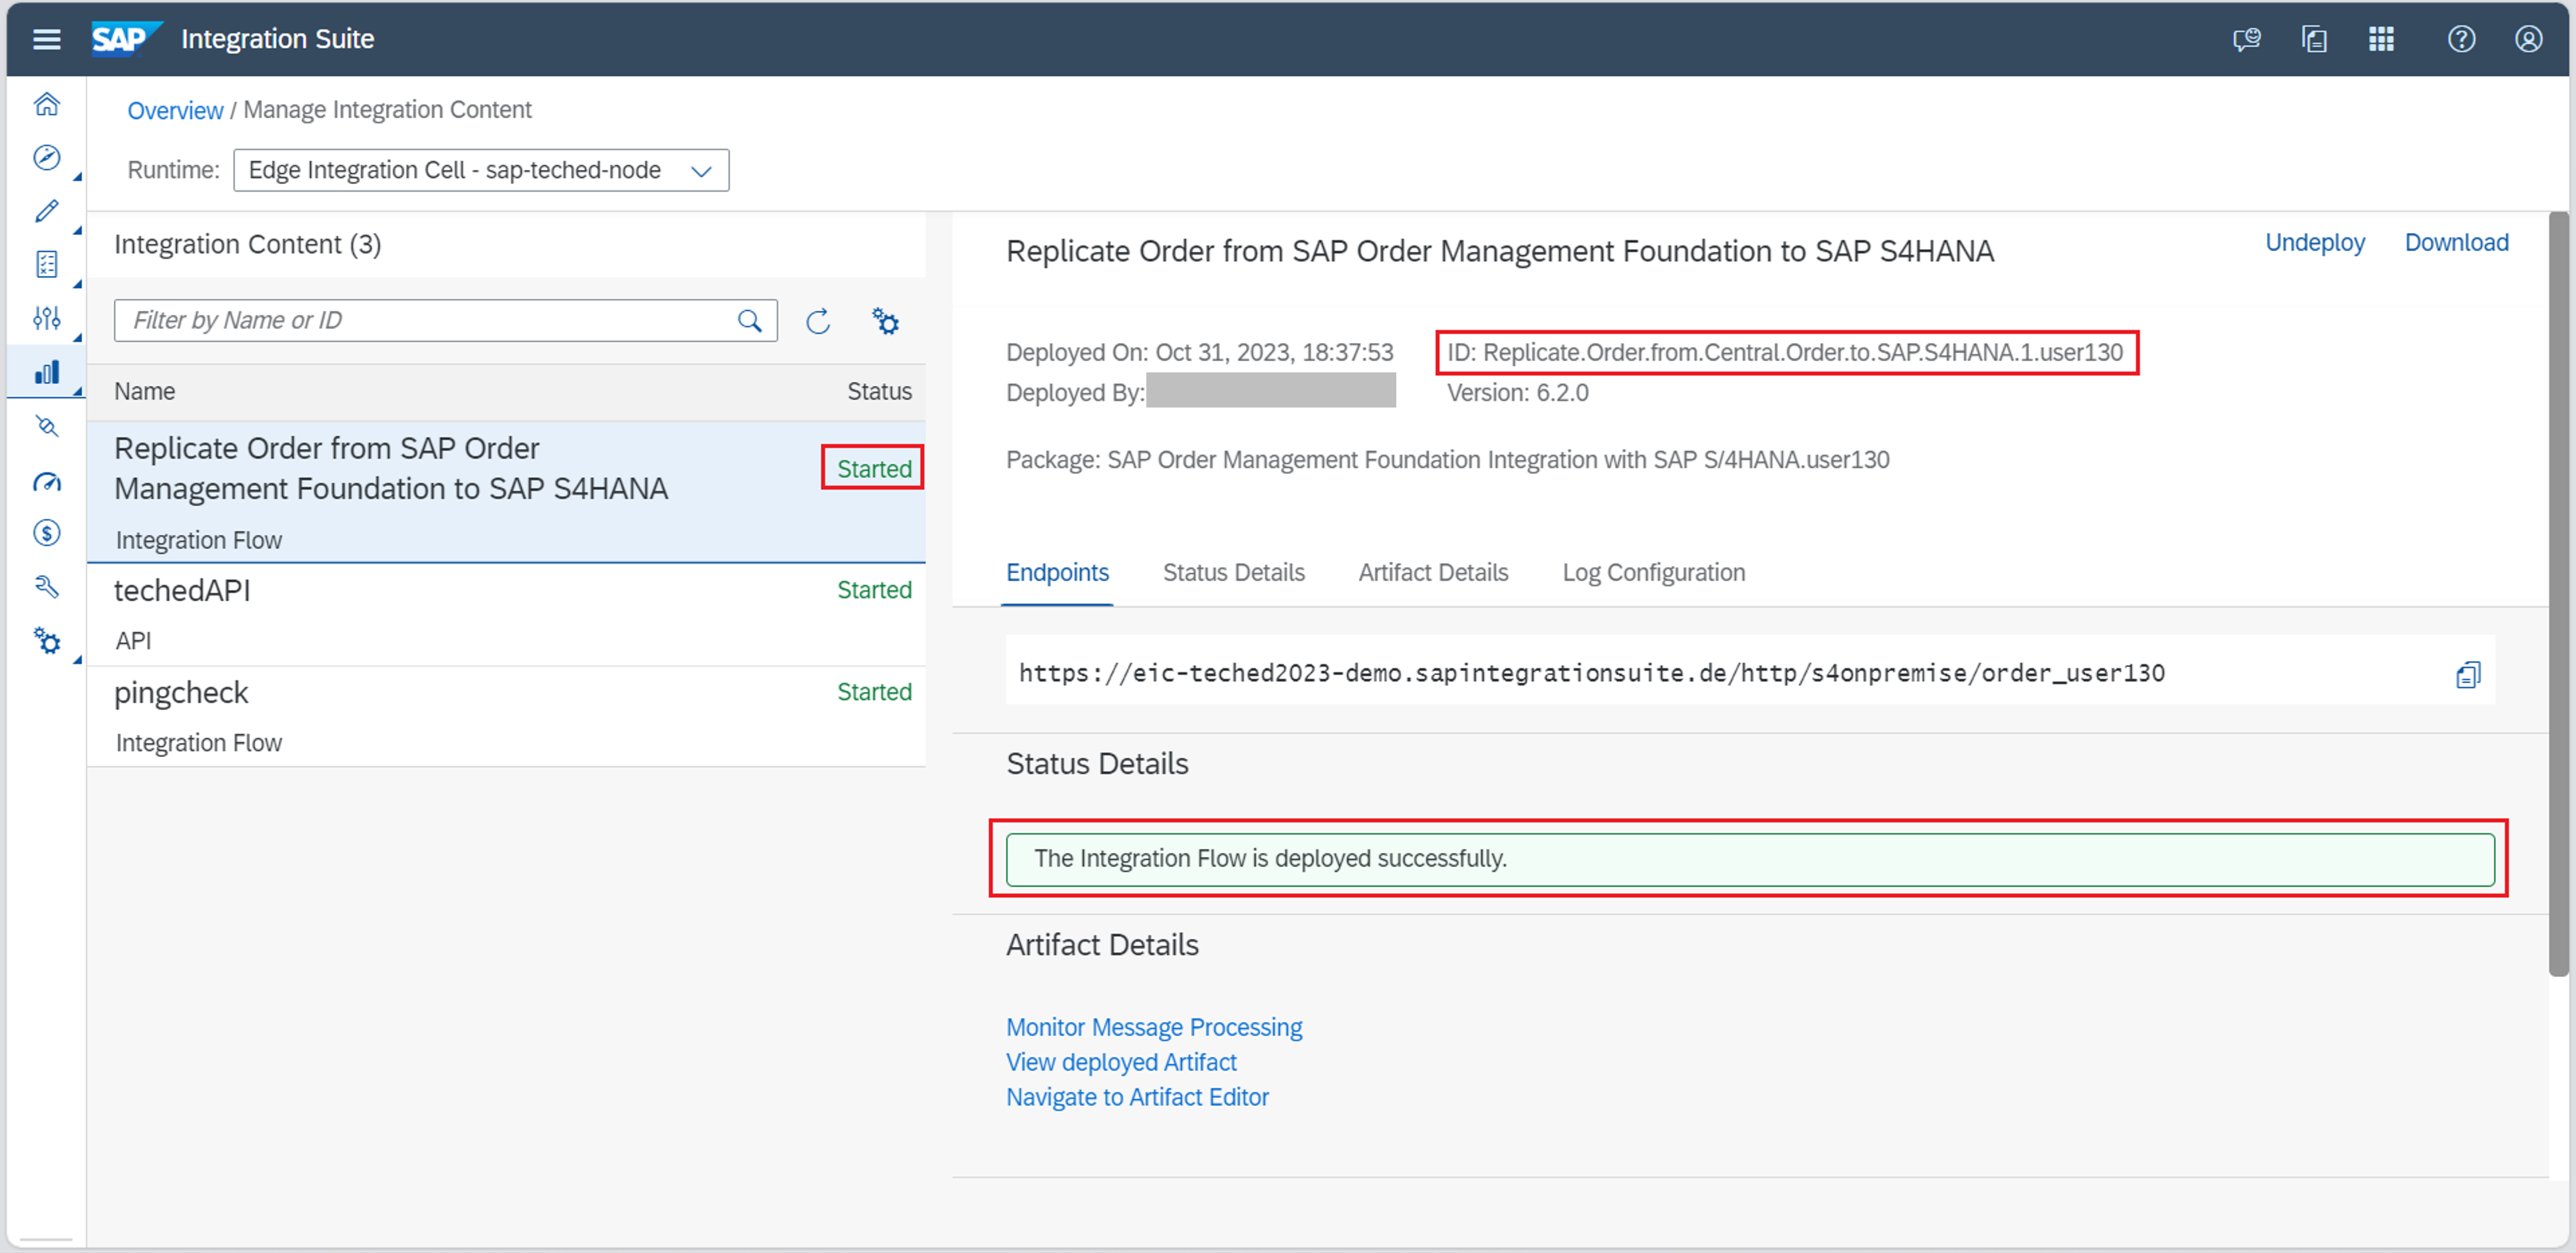 SAP Integration Suite
Overview / Manage Integration Content
Runtime: Edge Integration Cell - sap-teched-node
Integration Content (3)
Filter by Name or ID
Name Status
Replicate Order from SAP Order
Management Foundation to SAP S4HANA
Started
Integration Flow
techedAPI Started
API
pingcheck Started
Integration Flow
Replicate Order from SAP Order Management Foundation to SAP S4HANA
Undeploy Download
Deployed On: Oct 31, 2023, 18:37:53 ID: Replicate.Order.from.Central.Order.to.SAP.S4HANA.1.user130
Deployed By: Version: 6.2.0
Package: SAP Order Management Foundation Integration with SAP S/4HANA.user130
Endpoints Status Details Artifact Details Log Configuration
https://eic-teched2023-demo.sapintegrationsuite.de/http/s4onpremise/order_user130
Status Details
The Integration Flow is deployed successfully.
Artifact Details
Monitor Message Processing
View deployed Artifact
Navigate to Artifact Editor